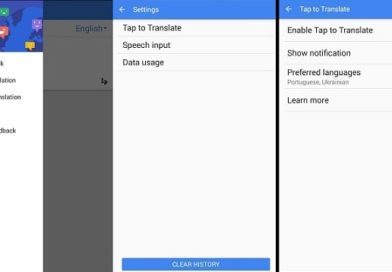 English
k
lation
nslation
dback
Settings
Tap to Translate
Speech input
Data usage
CLEAR HISTORY
Tap to Translate
Enable Tap to Translate
Show notification
Preferred languages
Portuguese, Ukrainian
Learn more